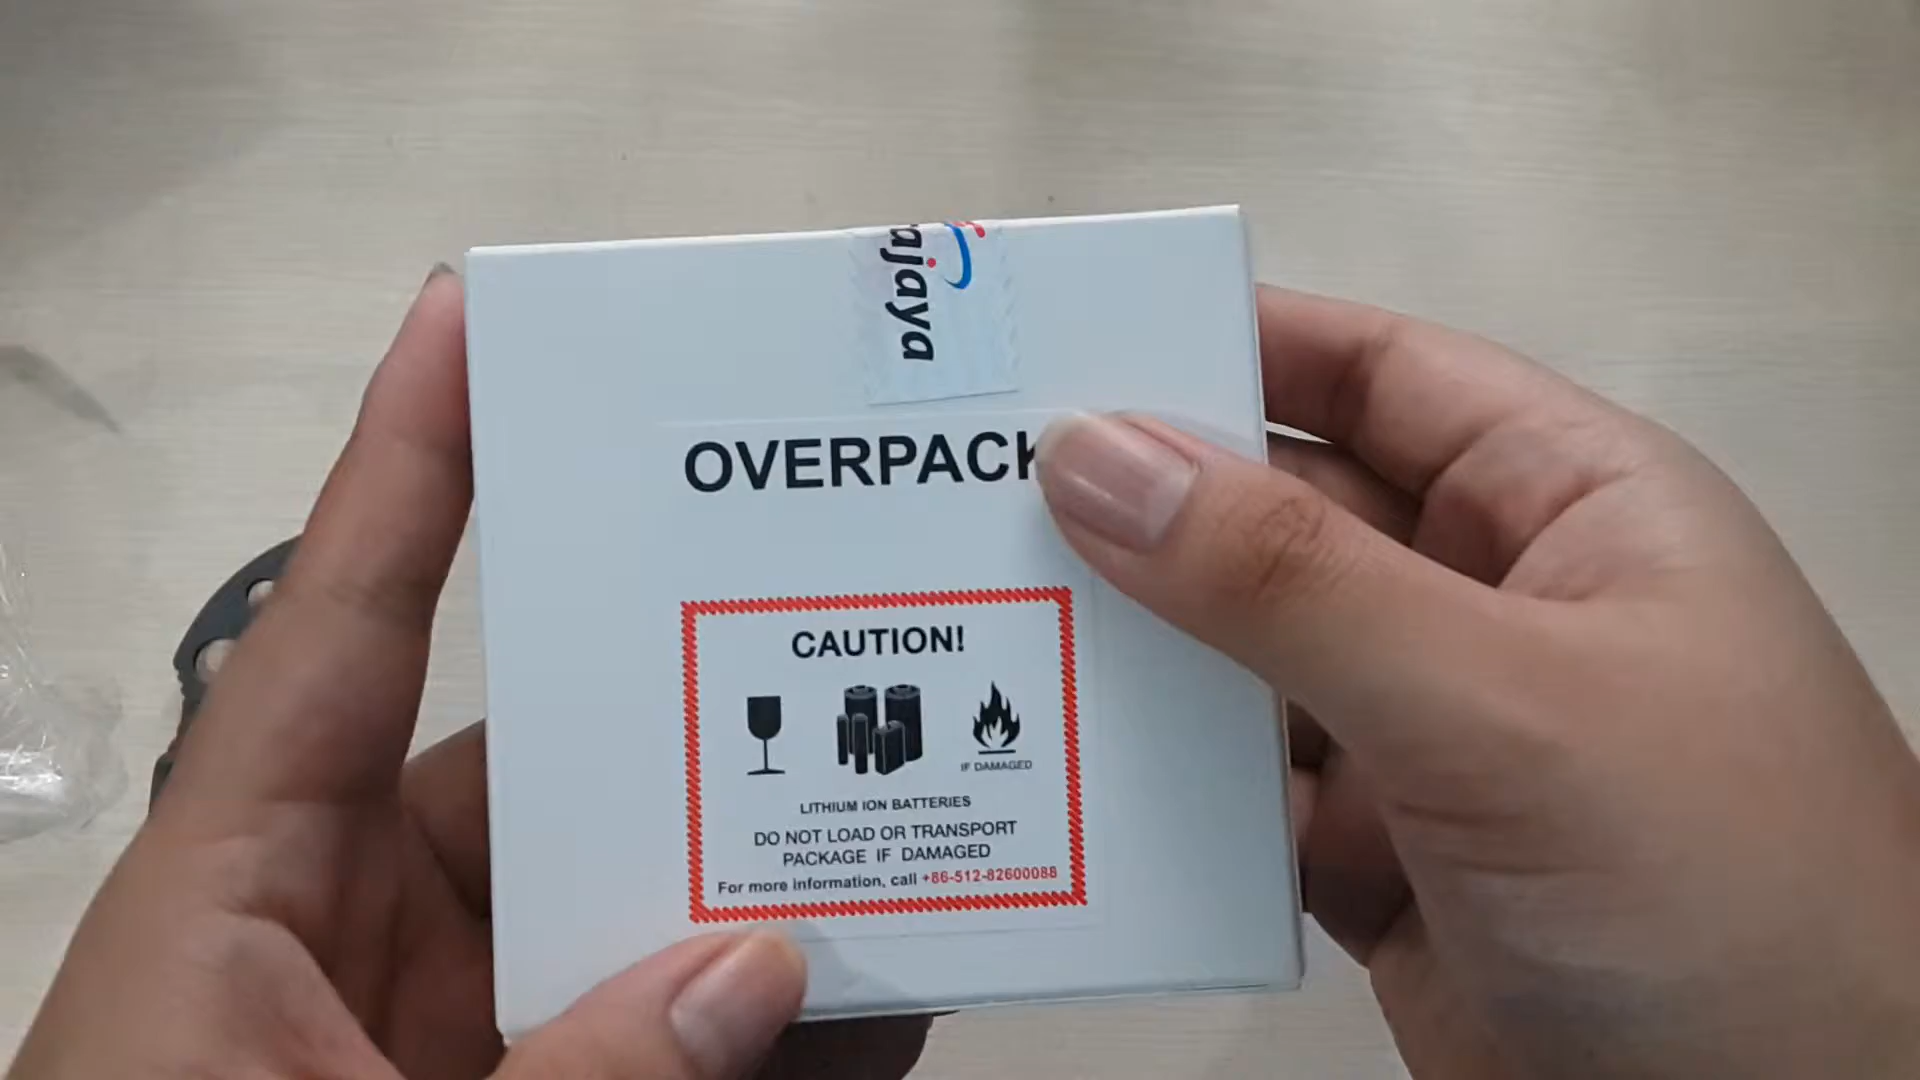 ajaya
OVERPACK
CAUTION!
IF DAMAGED
LITHIUM ION BATTERIES
DO NOT LOAD OR TRANSPORT
PACKAGE IF DAMAGED
For more information, call +86-512-82600088